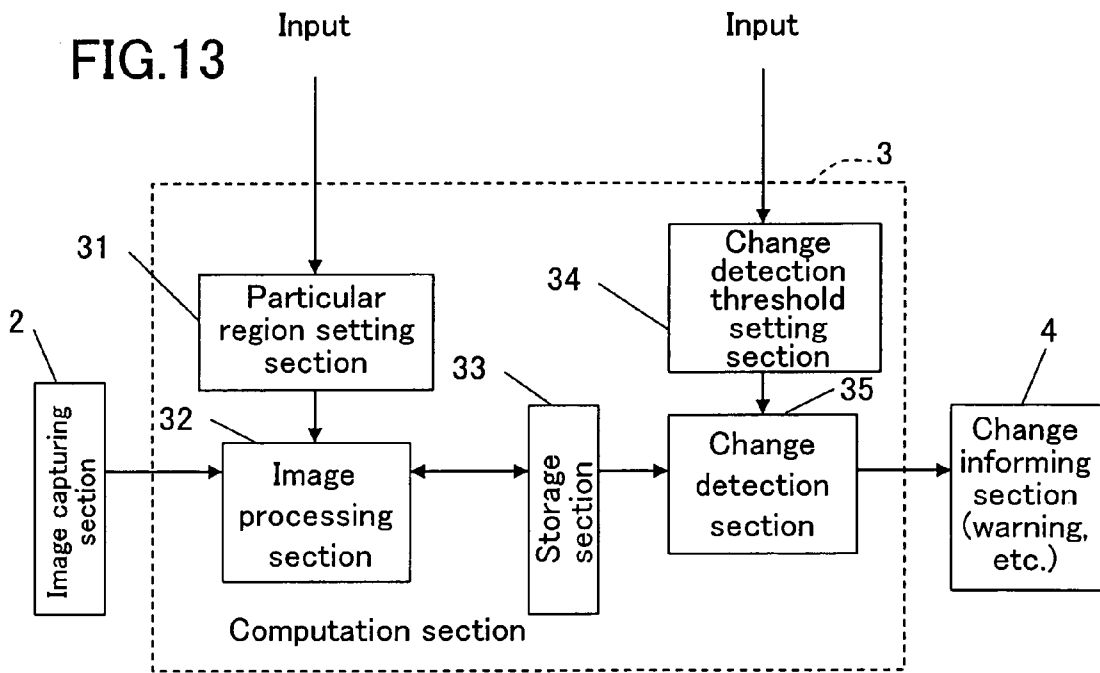 FIG.13
Input
Input
3
31
Particular
region setting
section
34
Change
detection
threshold
setting
section
2
Image capturing
section
32
Image
processing
section
33
Storage
section
35
Change
detection
section
4
Change
informing
section
(warning,
etc.)
Computation section